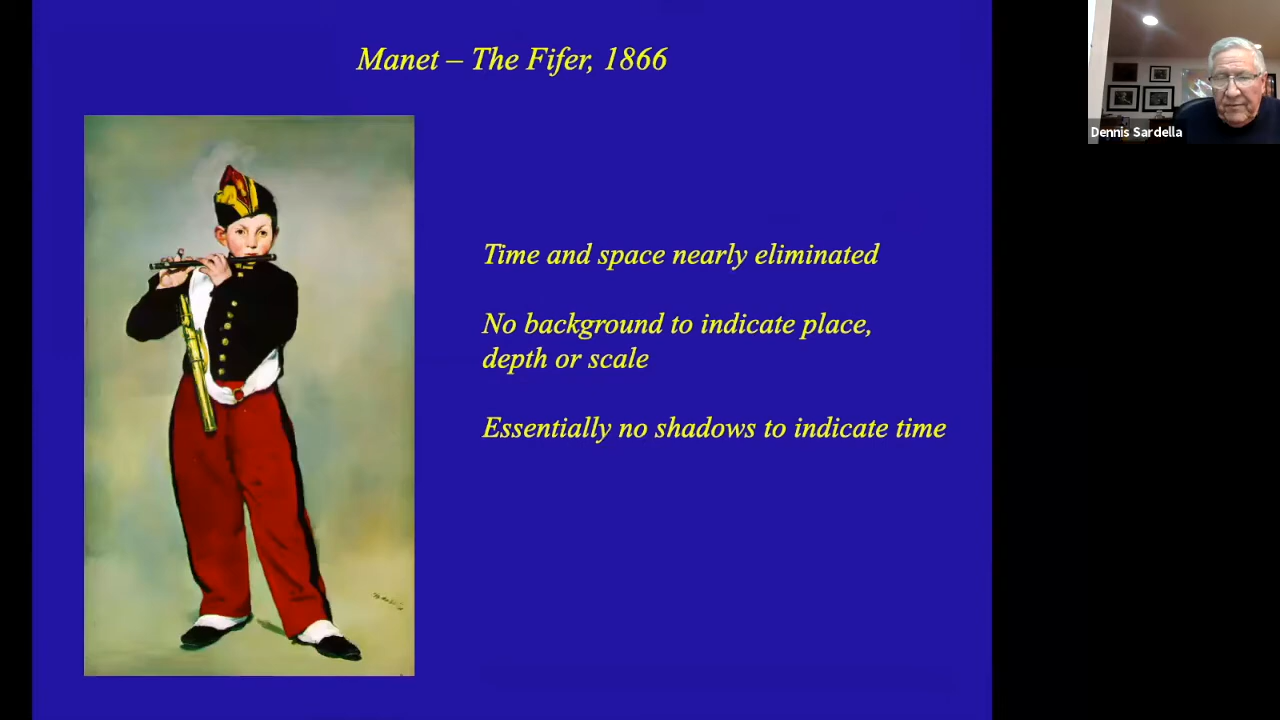 Manet – The Fifer, 1866
Time and space nearly eliminated
No background to indicate place,
depth or scale
Essentially no shadows to indicate time
Dennis Sardella